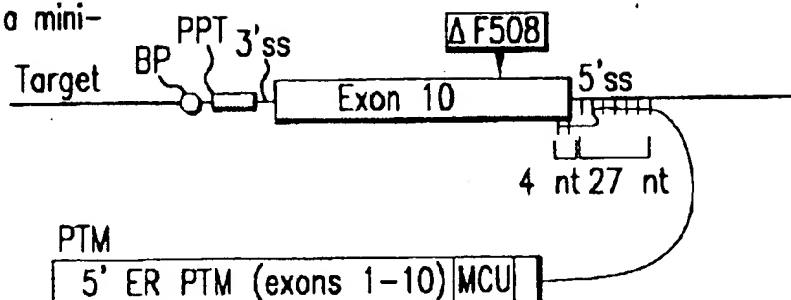 a mini-
Target
BP
PPT
3'ss
Δ F508
Exon 10
5'ss
4 nt 27 nt
PTM
5' ER PTM (exons 1-10) MCU